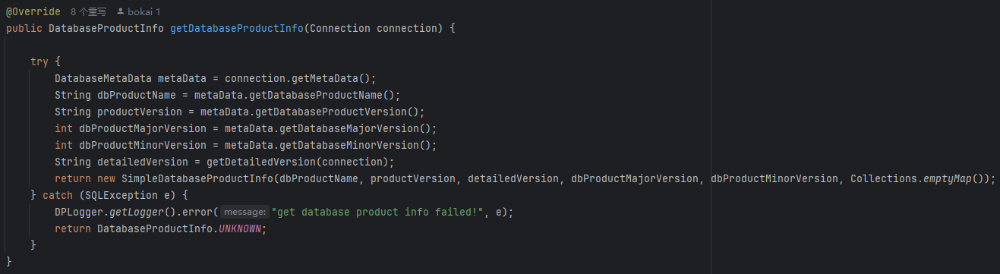 @Override 8 个重写 bokai 1
public DatabaseProductInfo getDatabaseProductInfo(Connection connection) {
try {
DatabaseMetaData metaData = connection.getMetaData();
String dbProductName = metaData.getDatabaseProductName();
String productVersion = metaData.getDatabaseProductVersion();
int dbProductMajorVersion = metaData.getDatabaseMajorVersion();
int dbProductMinorVersion = metaData.getDatabaseMinorVersion();
String detailedVersion = getDetailedVersion(connection);
return new SimpleDatabaseProductInfo(dbProductName, productVersion, detailedVersion, dbProductMajorVersion, dbProductMinorVersion, Collections.emptyMap());
} catch (SQLException e) {
DPLogger.getLogger().error( message: "get database product info failed!", e);
return DatabaseProductInfo.UNKNOWN;
}
}